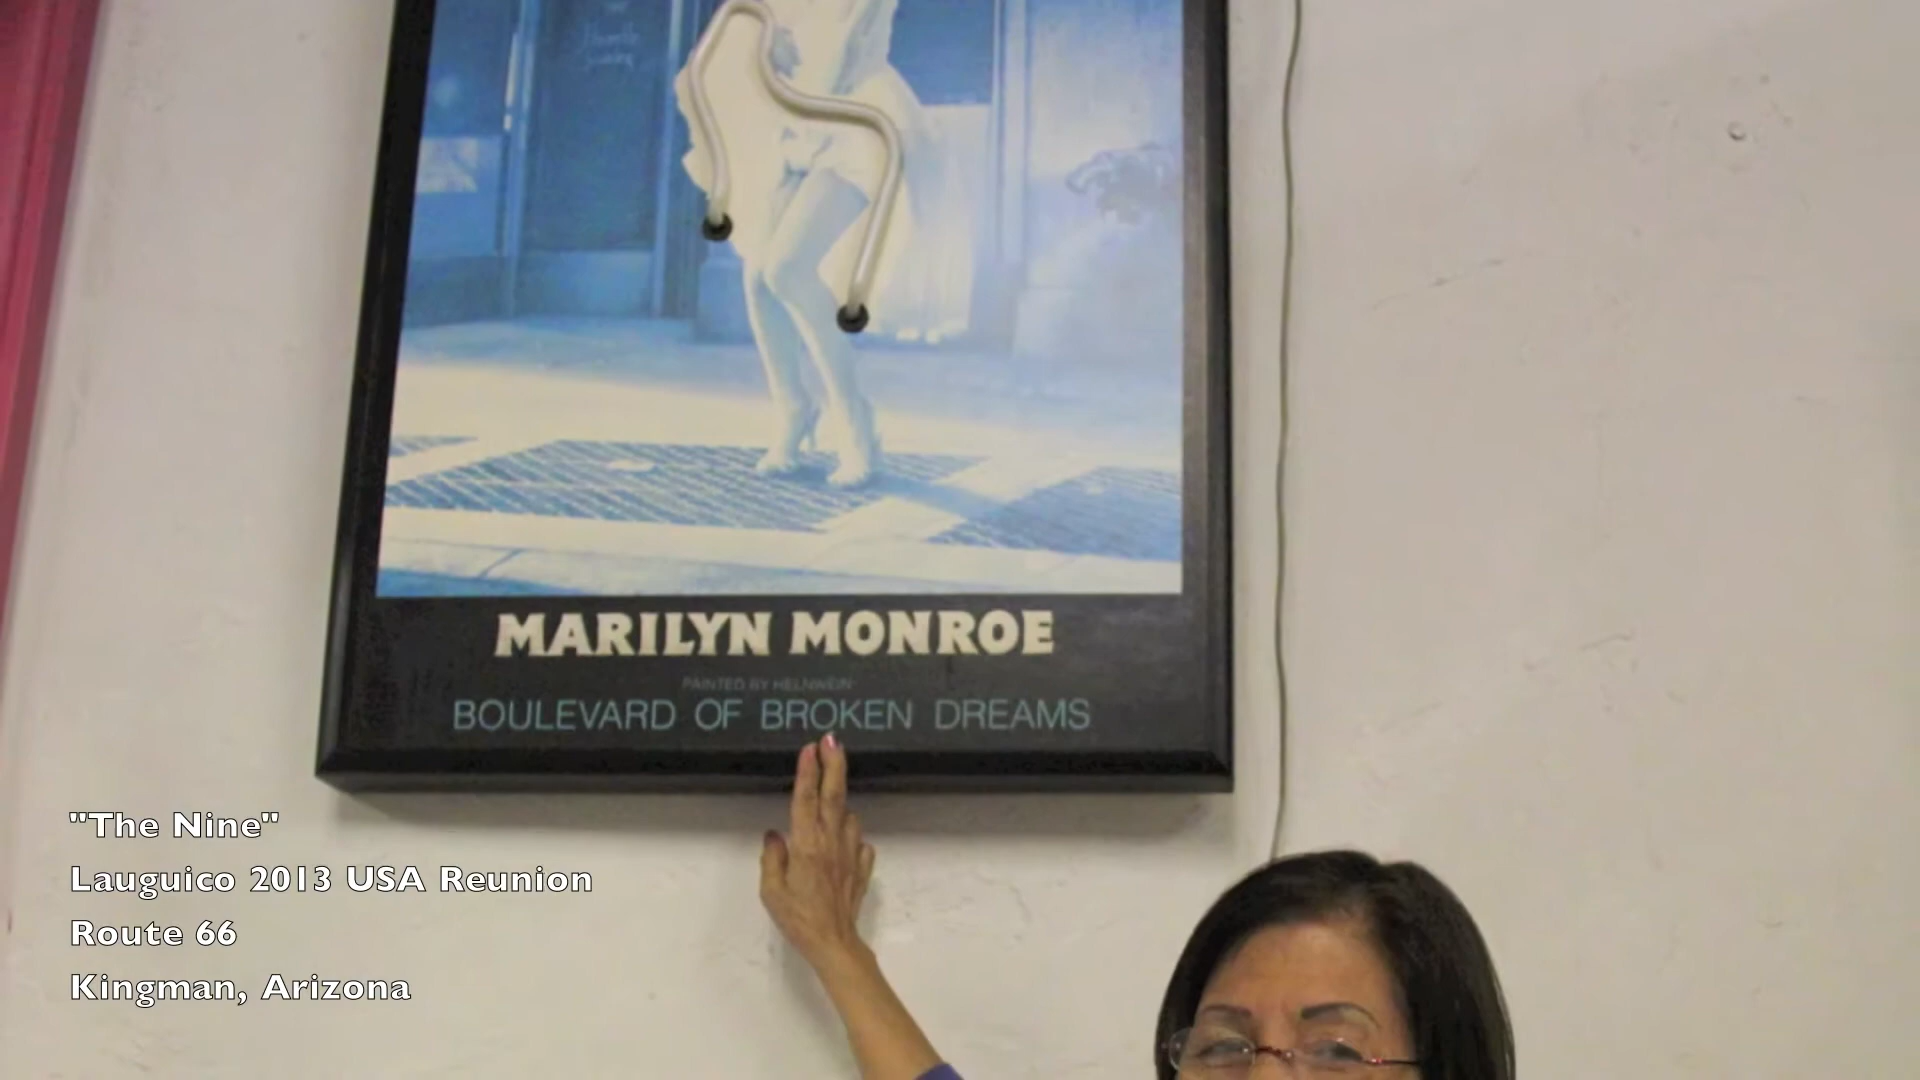 MARILYN MONROE
PAINTED BY HELNWEIN
BOULEVARD OF BROKEN DREAMS
"The Nine"
Lauguico 2013 USA Reunion
Route 66
Kingman, Arizona